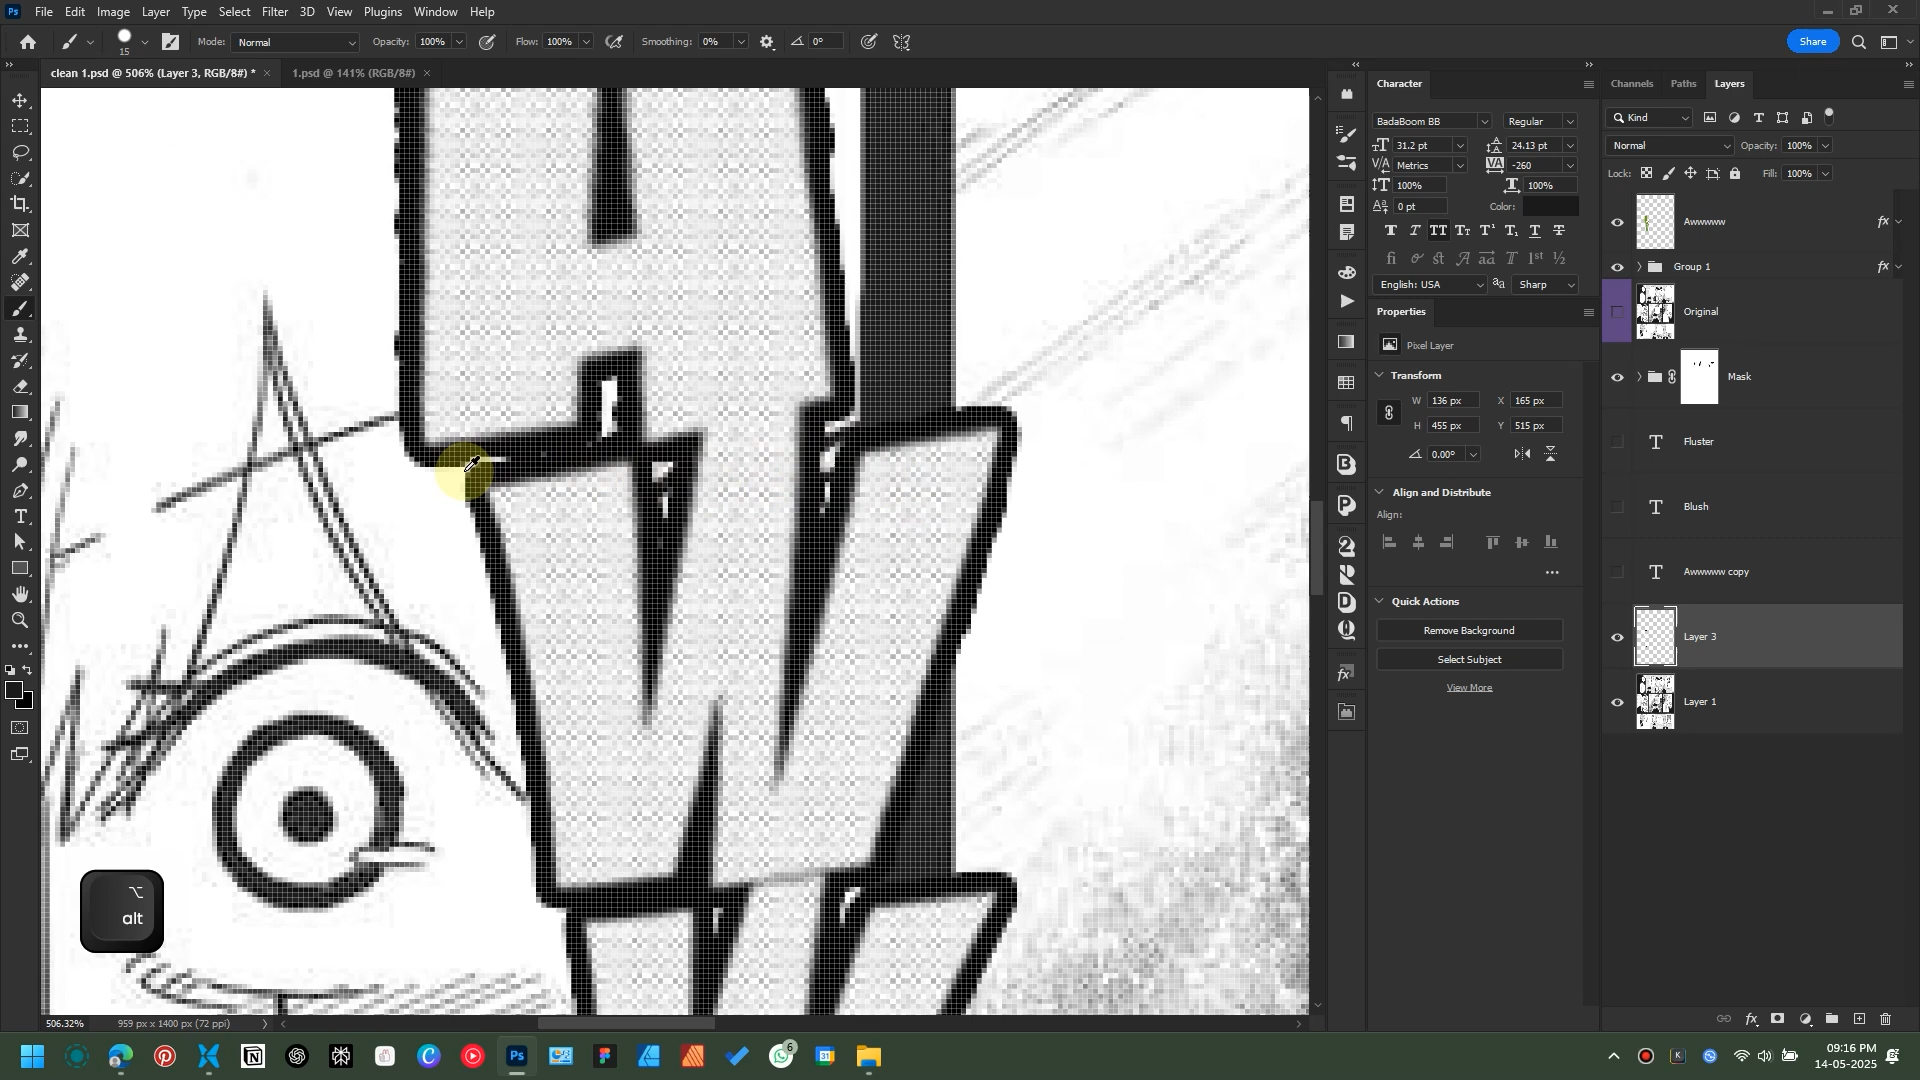 File Edit Image Layer Type Select Filter 3D View Plugins Window Help
15 Mode: Normal Opacity: 100% Flow: 100% Smoothing: 0% 0° Share
clean 1.psd @ 506% (Layer 3, RGB/8#) * 1.psd @ 141% (RGB/8#)
alt
506.32% 959 px x 1400 px (72 ppi)
Character
BadaBoom BB Regular
31.2 pt 24.13 pt
Metrics -260
100% 100%
0 pt Color:
English: USA Sharp
Properties
Pixel Layer
Transform
W 136 px X 165 px
H 455 px Y 515 px
0.00°
Align and Distribute
Align:
Quick Actions
Remove Background
Select Subject
View More
Channels Paths Layers
Kind
Normal Opacity: 100%
Lock: Fill: 100%
Awwwww fx
Group 1 fx
Original
Mask
Fluster
Blush
Awwwww copy
Layer 3
Layer 1
6
09:16 PM
14-05-2025